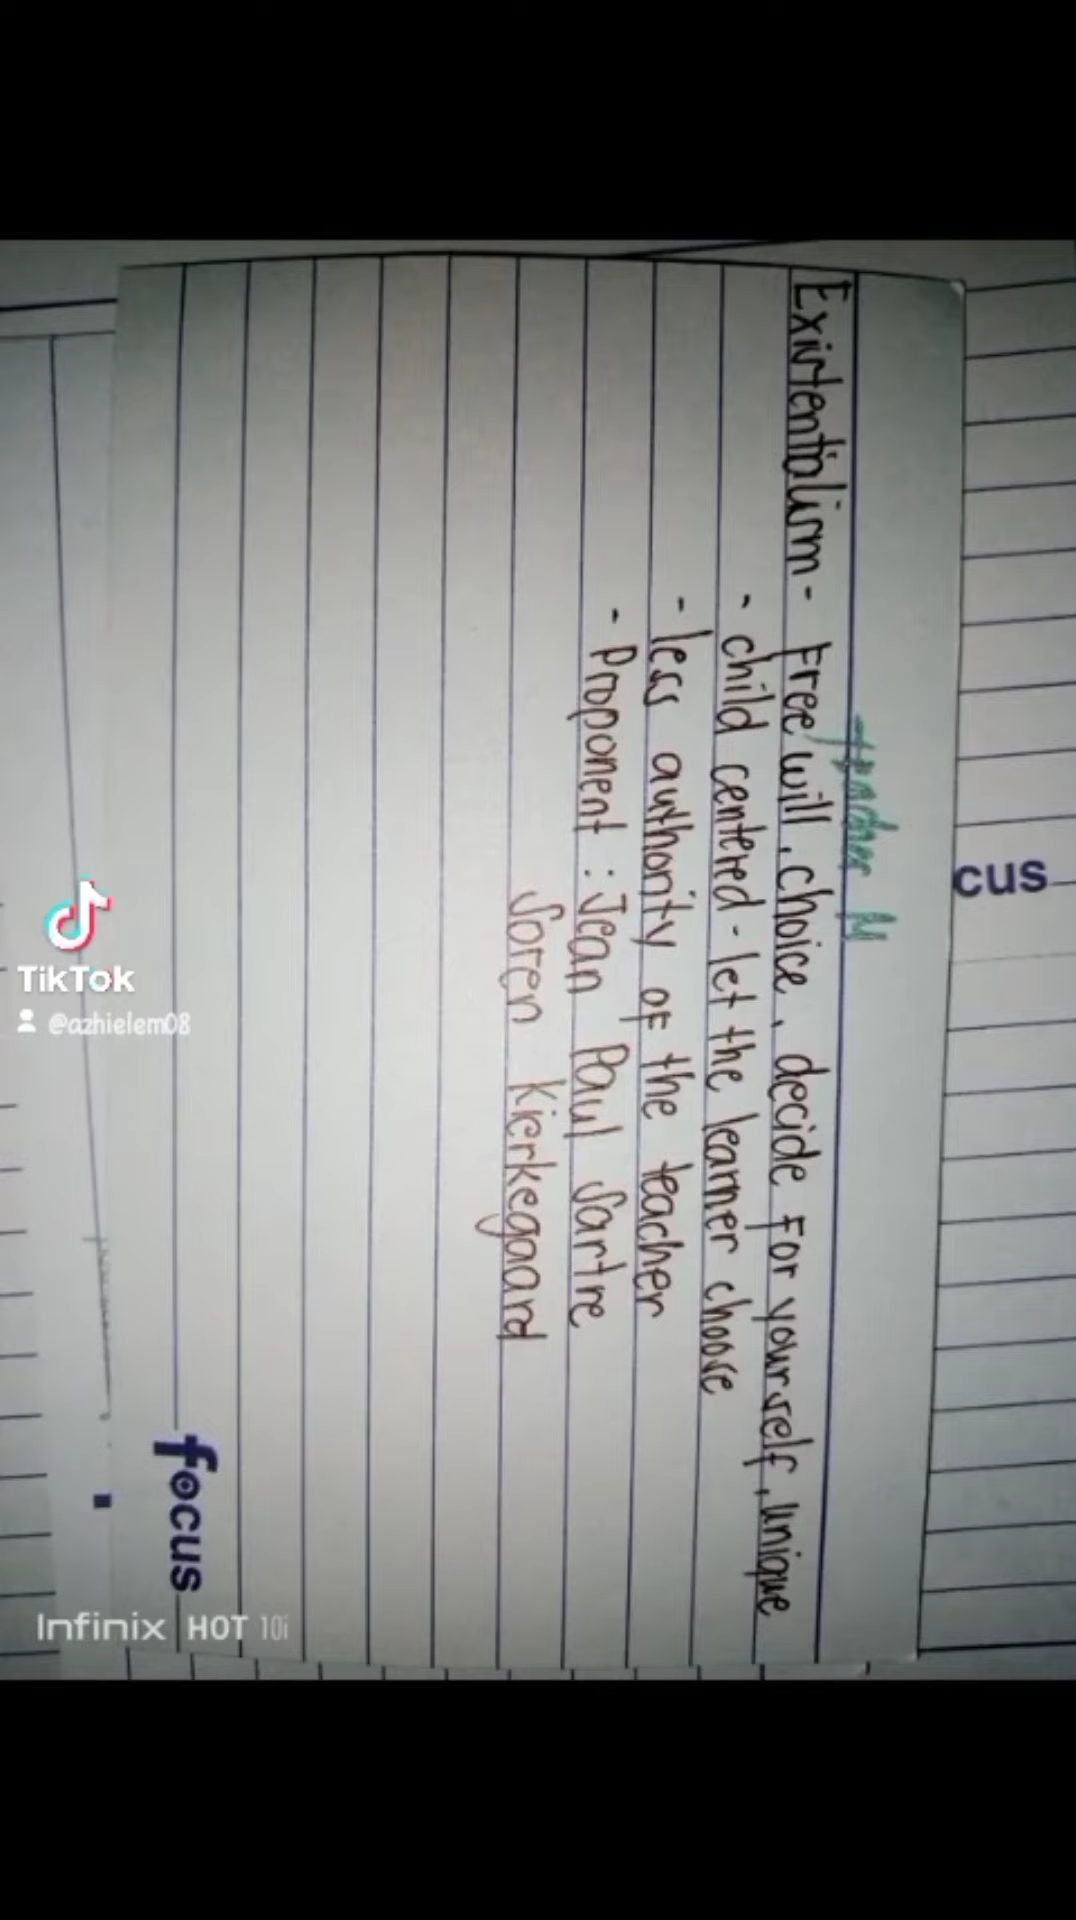 teacher M
Existentialism - Free will, choice, decide For yourself, unique
- child centered - let the learner choose
- less authority of the teacher
- Proponent : Jean Paul Sartre
Soren Kierkegaard
focus
cus
TikTok
@azhielem08
Infinix HOT 10i